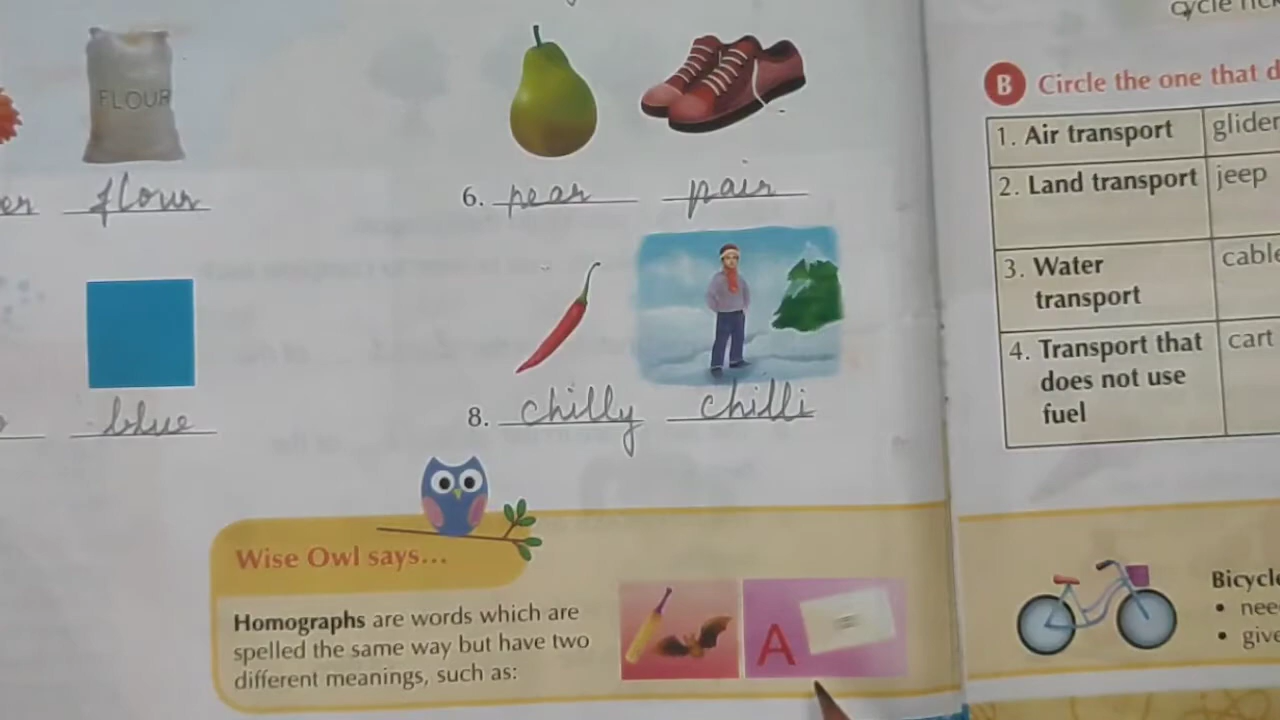 FLOUR
flour
6. pear pair
blue
8. chilly chilli
Wise Owl says...
Homographs are words which are
spelled the same way but have two
different meanings, such as:
A
B Circle the one that d
1. Air transport glider
2. Land transport jeep
3. Water cable
transport
4. Transport that cart
does not use
fuel
Bicycle
• nee
• give